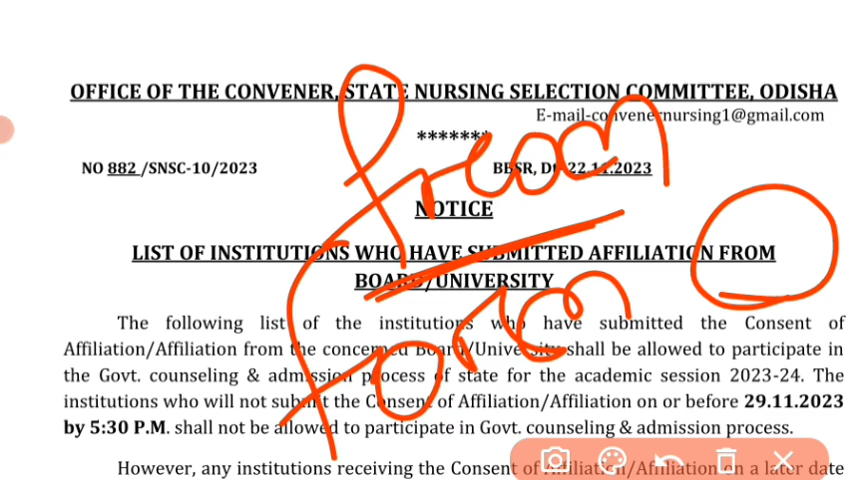 OFFICE OF THE CONVENER, STATE NURSING SELECTION COMMITTEE, ODISHA
E-mail-convenernursing1@gmail.com
*******
NO 882 /SNSC-10/2023 BBSR, Dt 22.11.2023
NOTICE
LIST OF INSTITUTIONS WHO HAVE SUBMITTED AFFILIATION FROM
BOARD/UNIVERSITY
The following list of the institutions who have submitted the Consent of
Affiliation/Affiliation from the concerned Board/University shall be allowed to participate in
the Govt. counseling & admission process of state for the academic session 2023-24. The
institutions who will not submit the Consent of Affiliation/Affiliation on or before 29.11.2023
by 5:30 P.M. shall not be allowed to participate in Govt. counseling & admission process.
However, any institutions receiving the Consent of Affiliation/Affiliation on a later date